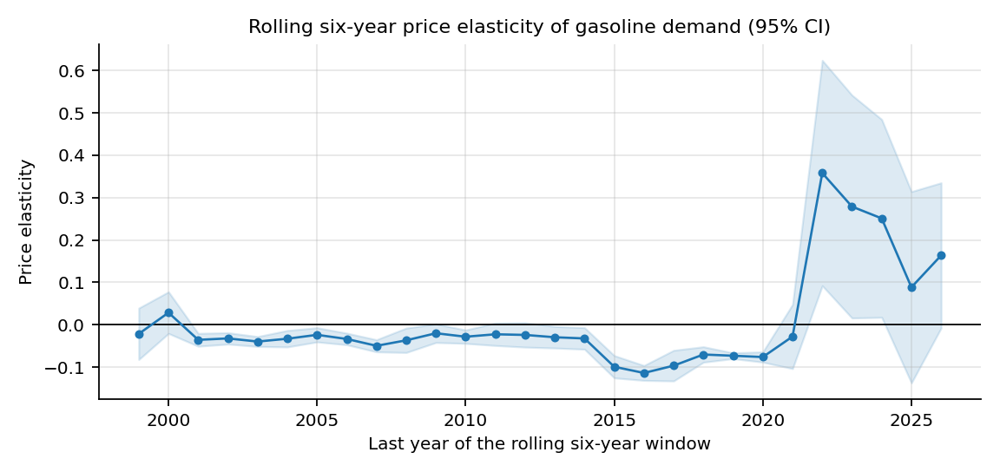 Rolling six-year price elasticity of gasoline demand (95% CI)
Price elasticity
0.6
0.5
0.4
0.3
0.2
0.1
0.0
−0.1
2000 2005 2010 2015 2020 2025
Last year of the rolling six-year window